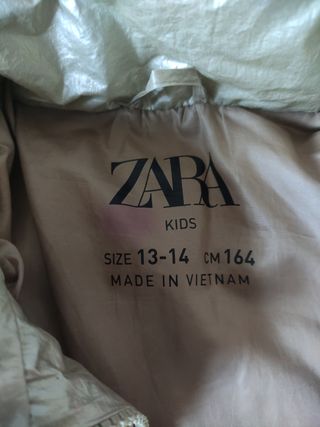 ZARA
KIDS
SIZE 13-14 CM 164
MADE IN VIETNAM